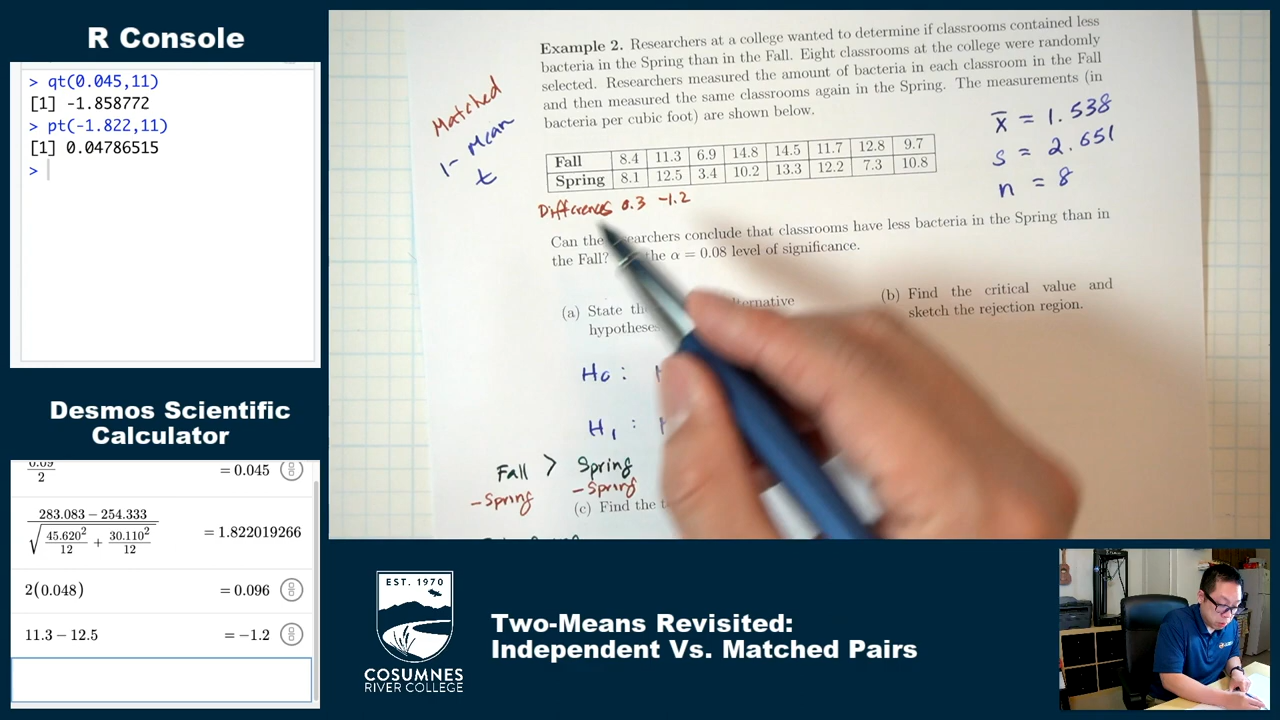 R Console
> qt(0.045,11)
[1] -1.858772
> pt(-1.822,11)
[1] 0.04786515
>
Desmos Scientific
Calculator
0.09
2
= 0.045
283.083 − 254.333
√ 45.620² / 12 + 30.110² / 12
= 1.822019266
2(0.048) = 0.096
11.3 − 12.5 = −1.2
Matched
1- Mean
t
Example 2. Researchers at a college wanted to determine if classrooms contained less
bacteria in the Spring than in the Fall. Eight classrooms at the college were randomly
selected. Researchers measured the amount of bacteria in each classroom in the Fall
and then measured the same classrooms again in the Spring. The measurements (in
bacteria per cubic foot) are shown below.
Fall 8.4 11.3 6.9 14.8 14.5 11.7 12.8 9.7
Spring 8.1 12.5 3.4 10.2 13.3 12.2 7.3 10.8
Differences 0.3 -1.2
x̄ = 1.538
s = 2.651
n = 8
Can the researchers conclude that classrooms have less bacteria in the Spring than in
the Fall? the α = 0.08 level of significance.
(a) State
hypotheses
(b) Find the critical value and
sketch the rejection region.
H₀ :
H₁ :
Fall > Spring
-Spring -Spring
(c) Find the
EST. 1970
COSUMNES
RIVER COLLEGE
Two-Means Revisited:
Independent Vs. Matched Pairs